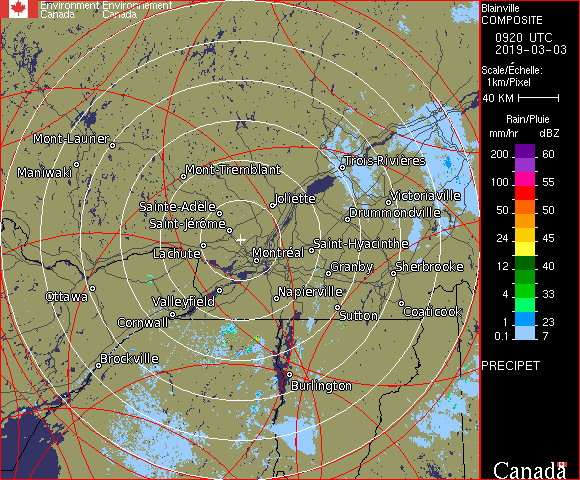 Environment Environnement
Canada Canada
Blainville
COMPOSITE
0920 UTC
2019-03-03
Scale/Échelle:
1km/Pixel
40 KM
Rain/Pluie
mm/hr dBZ
200 60
150 57
100 55
50 50
24 45
12 40
4 33
1 23
0.1 7
PRECIPET
Canada
Mont-Laurier
Maniwaki
Mont-Tremblant
Trois-Rivières
Joliette
Victoriaville
Sainte-Adèle
Drummondville
Saint-Jérôme
Lachute
Montréal
Saint-Hyacinthe
Granby
Sherbrooke
Ottawa
Valleyfield
Napierville
Cornwall
Sutton
Coaticook
Brockville
Burlington